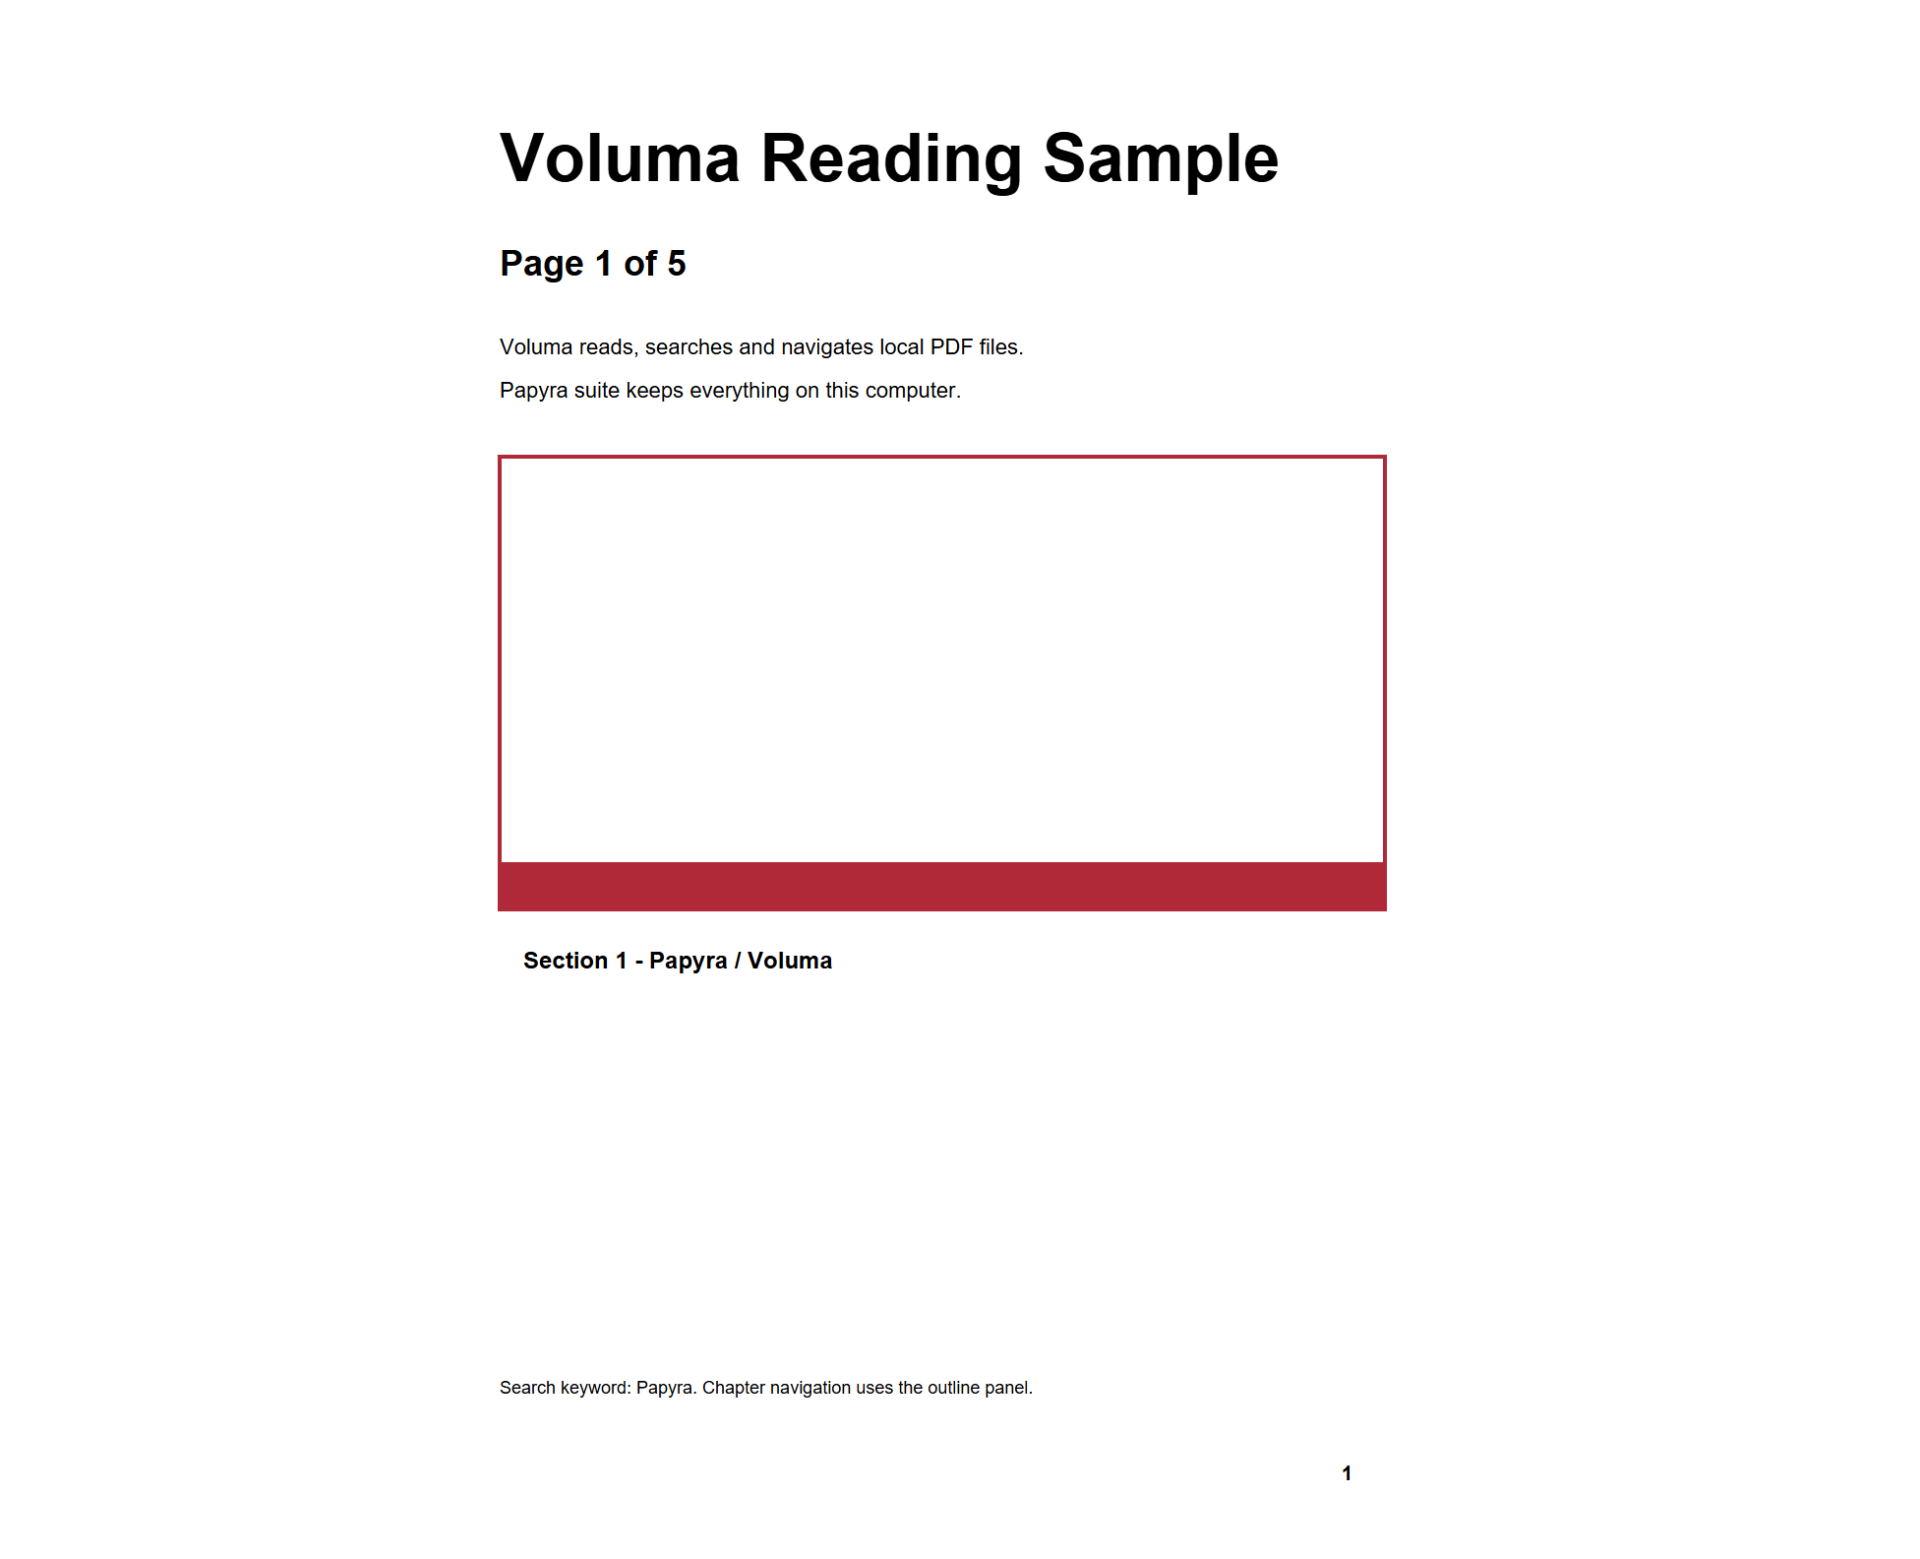 Voluma Reading Sample
Page 1 of 5
Voluma reads, searches and navigates local PDF files.
Papyra suite keeps everything on this computer.
Section 1 - Papyra / Voluma
Search keyword: Papyra. Chapter navigation uses the outline panel.
1